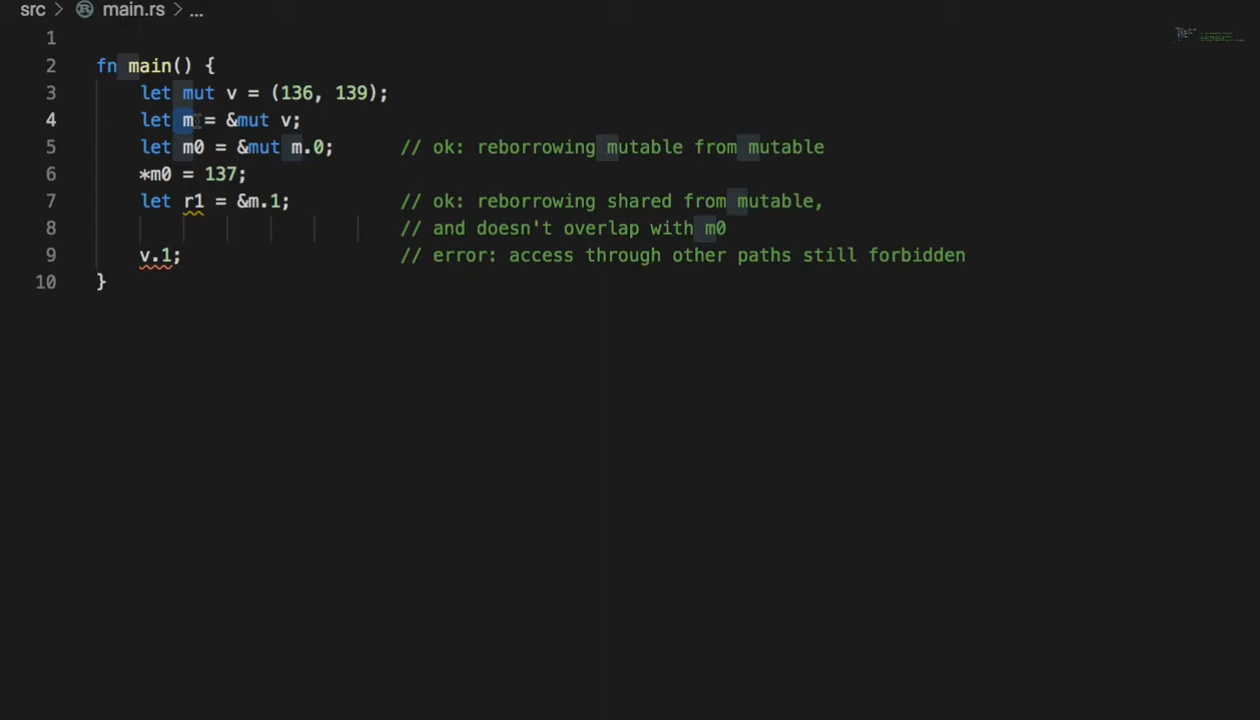 src > main.rs > ...
1
2 fn main() {
3 let mut v = (136, 139);
4 let m = &mut v;
5 let m0 = &mut m.0; // ok: reborrowing mutable from mutable
6 *m0 = 137;
7 let r1 = &m.1; // ok: reborrowing shared from mutable,
8 // and doesn't overlap with m0
9 v.1; // error: access through other paths still forbidden
10 }